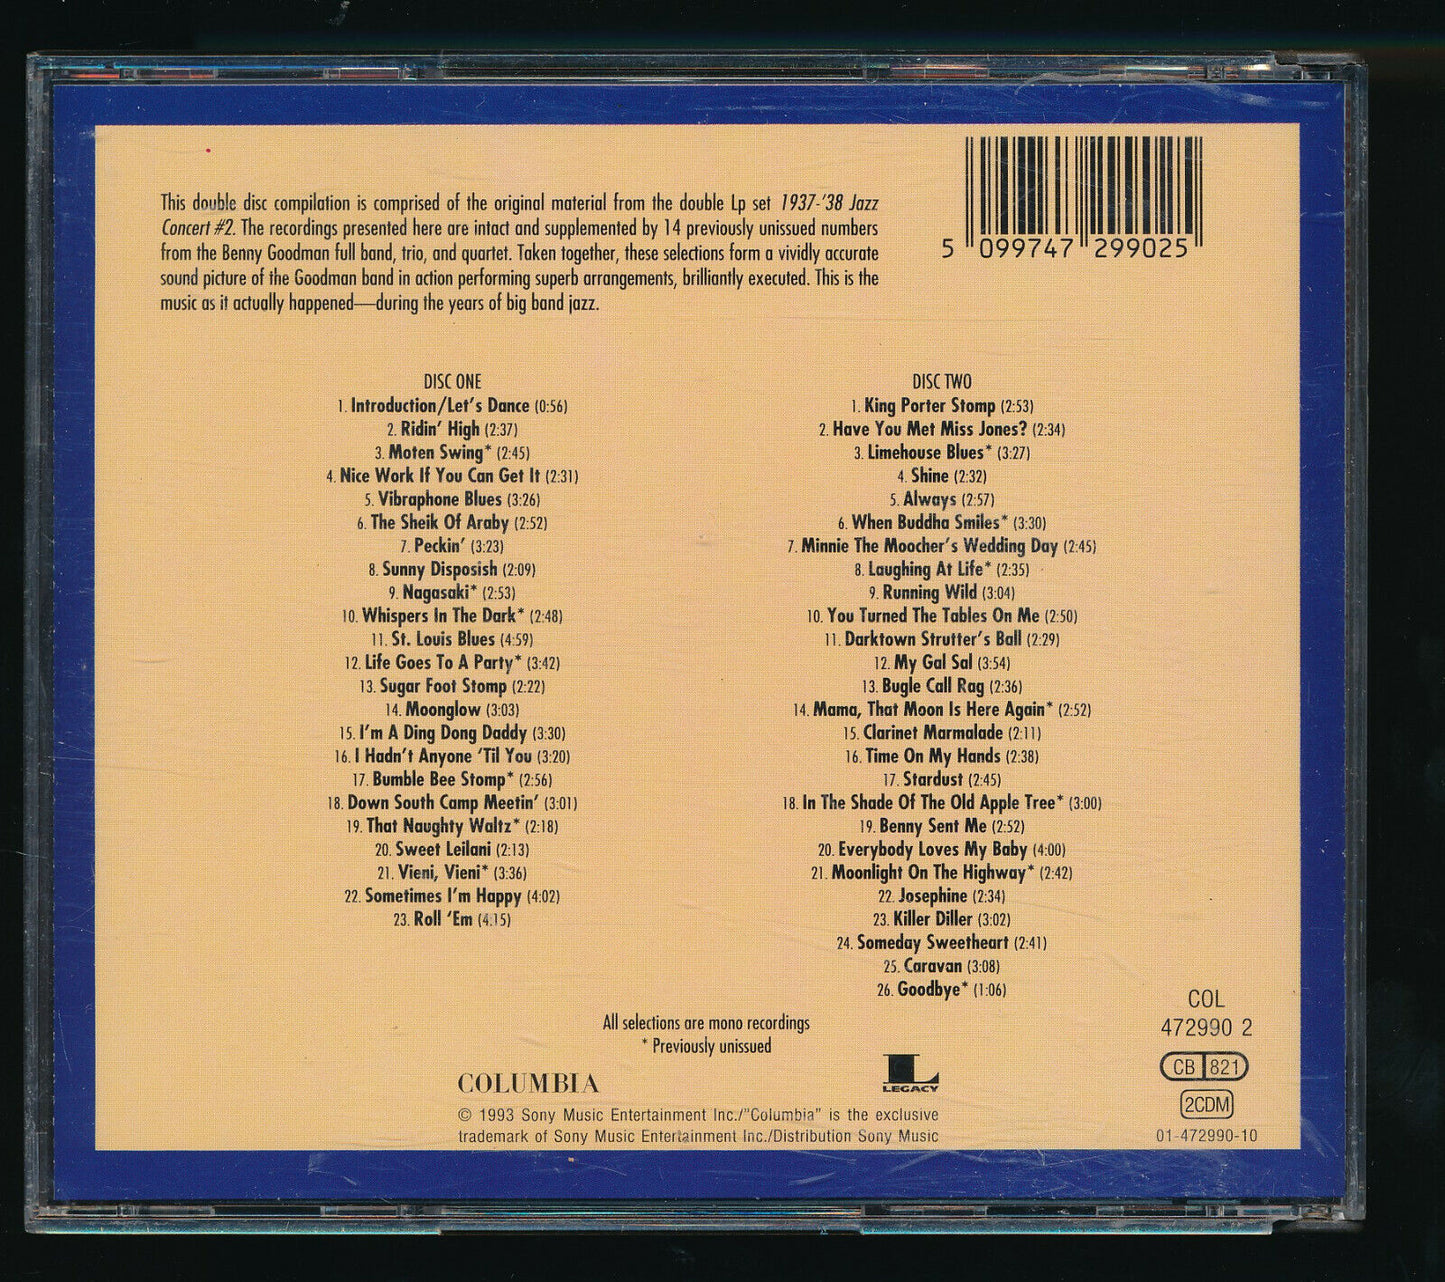 This double disc compilation is comprised of the original material from the double Lp set 1937-'38 Jazz
Concert #2. The recordings presented here are intact and supplemented by 14 previously unissued numbers
from the Benny Goodman full band, trio, and quartet. Taken together, these selections form a vividly accurate
sound picture of the Goodman band in action performing superb arrangements, brilliantly executed. This is the
music as it actually happened—during the years of big band jazz.
5 099747 299025
DISC ONE
1. Introduction/Let's Dance (0:56)
2. Ridin' High (2:37)
3. Moten Swing* (2:45)
4. Nice Work If You Can Get It (2:31)
5. Vibraphone Blues (3:26)
6. The Sheik Of Araby (2:52)
7. Peckin' (3:23)
8. Sunny Disposish (2:09)
9. Nagasaki* (2:53)
10. Whispers In The Dark* (2:48)
11. St. Louis Blues (4:59)
12. Life Goes To A Party* (3:42)
13. Sugar Foot Stomp (2:22)
14. Moonglow (3:03)
15. I'm A Ding Dong Daddy (3:30)
16. I Hadn't Anyone 'Til You (3:20)
17. Bumble Bee Stomp* (2:56)
18. Down South Camp Meetin' (3:01)
19. That Naughty Waltz* (2:18)
20. Sweet Leilani (2:13)
21. Vieni, Vieni* (3:36)
22. Sometimes I'm Happy (4:02)
23. Roll 'Em (4:15)
DISC TWO
1. King Porter Stomp (2:53)
2. Have You Met Miss Jones? (2:34)
3. Limehouse Blues* (3:27)
4. Shine (2:32)
5. Always (2:57)
6. When Buddha Smiles* (3:30)
7. Minnie The Moocher's Wedding Day (2:45)
8. Laughing At Life* (2:35)
9. Running Wild (3:04)
10. You Turned The Tables On Me (2:50)
11. Darktown Strutter's Ball (2:29)
12. My Gal Sal (3:54)
13. Bugle Call Rag (2:36)
14. Mama, That Moon Is Here Again* (2:52)
15. Clarinet Marmalade (2:11)
16. Time On My Hands (2:38)
17. Stardust (2:45)
18. In The Shade Of The Old Apple Tree* (3:00)
19. Benny Sent Me (2:52)
20. Everybody Loves My Baby (4:00)
21. Moonlight On The Highway* (2:42)
22. Josephine (2:34)
23. Killer Diller (3:02)
24. Someday Sweetheart (2:41)
25. Caravan (3:08)
26. Goodbye* (1:06)
All selections are mono recordings
* Previously unissued
COLUMBIA
L
LEGACY
© 1993 Sony Music Entertainment Inc./"Columbia" is the exclusive
trademark of Sony Music Entertainment Inc./Distribution Sony Music
COL
472990 2
CB 821
2CDM
01-472990-10